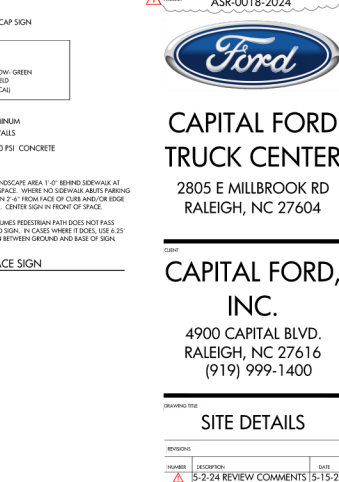 CAP SIGN
OW- GREEN
ELD
CAL)
MINUM
WALLS
0 PSI CONCRETE
NDSCAPE AREA 1'-0" BEHIND SIDEWALK AT
SPACE. WHERE NO SIDEWALK ABUTS PARKING
N 2'-6" FROM FACE OF CURB AND/OR EDGE
. CENTER SIGN IN FRONT OF SPACE.
UMES PEDESTRIAN PATH DOES NOT PASS
D SIGN. IN CASES WHERE IT DOES, USE 6.25'
N BETWEEN GROUND AND BASE OF SIGN.
ACE SIGN
ASR-0018-2024
Ford
CAPITAL FORD
TRUCK CENTER
2805 E MILLBROOK RD
RALEIGH, NC 27604
CLIENT
CAPITAL FORD,
INC.
4900 CAPITAL BLVD.
RALEIGH, NC 27616
(919) 999-1400
DRAWING TITLE
SITE DETAILS
REVISIONS
NUMBER DESCRIPTION DATE
5-2-24 REVIEW COMMENTS 5-15-2